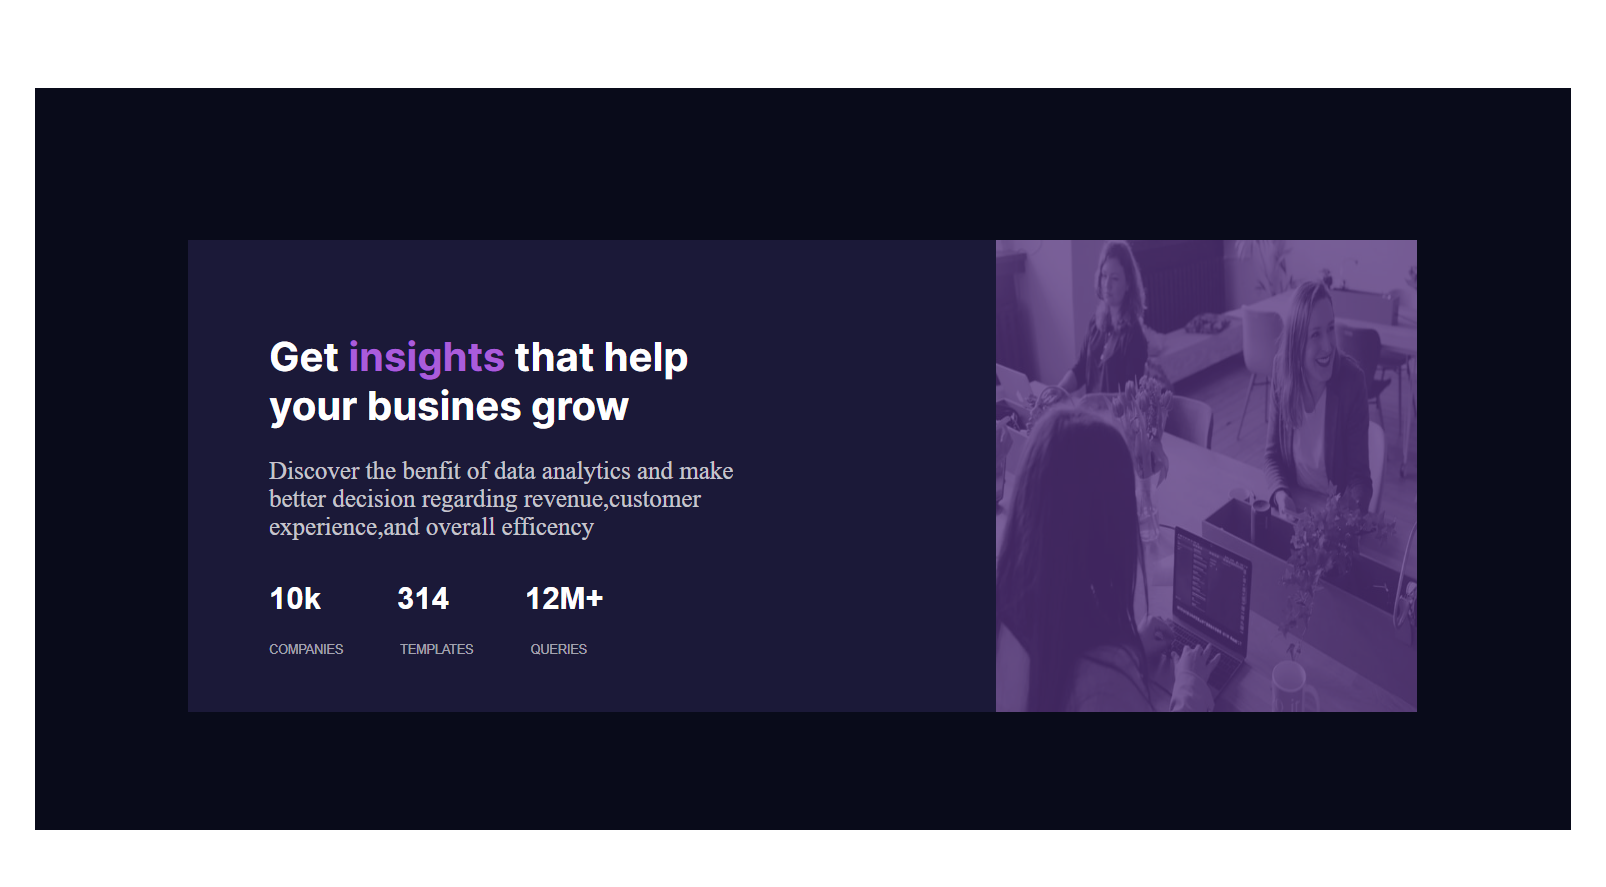 Get insights that help
your busines grow
Discover the benfit of data analytics and make
better decision regarding revenue,customer
experience,and overall efficency
10k 314 12M+
COMPANIES TEMPLATES QUERIES